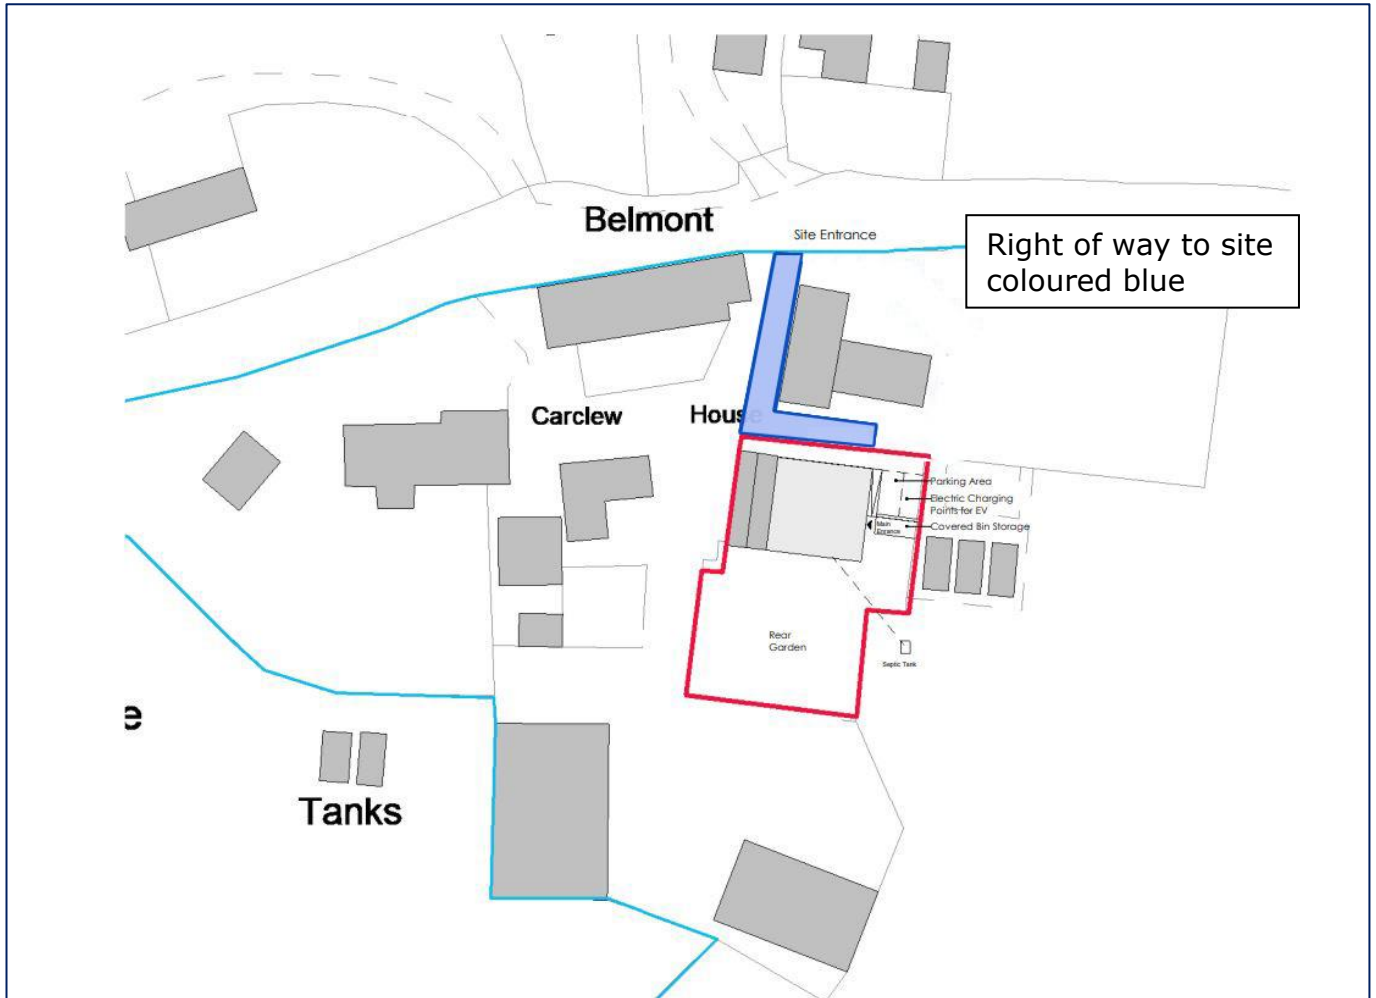 Belmont
Site Entrance
Right of way to site
coloured blue
Carclew House
Parking Area
Electric Charging
Points for EV
Main
Entrance
Covered Bin Storage
Rear
Garden
Septic Tank
e
Tanks